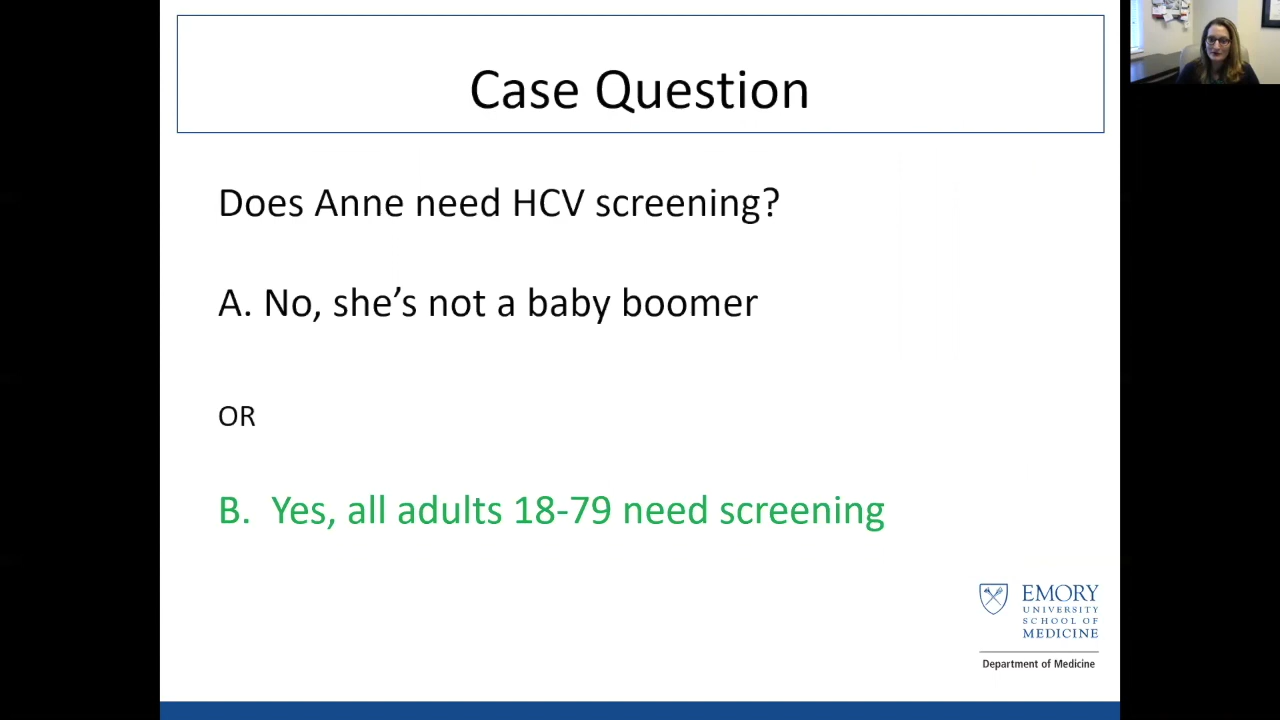 Case Question
Does Anne need HCV screening?
A. No, she's not a baby boomer
OR
B. Yes, all adults 18-79 need screening
EMORY
UNIVERSITY
SCHOOL OF
MEDICINE
Department of Medicine